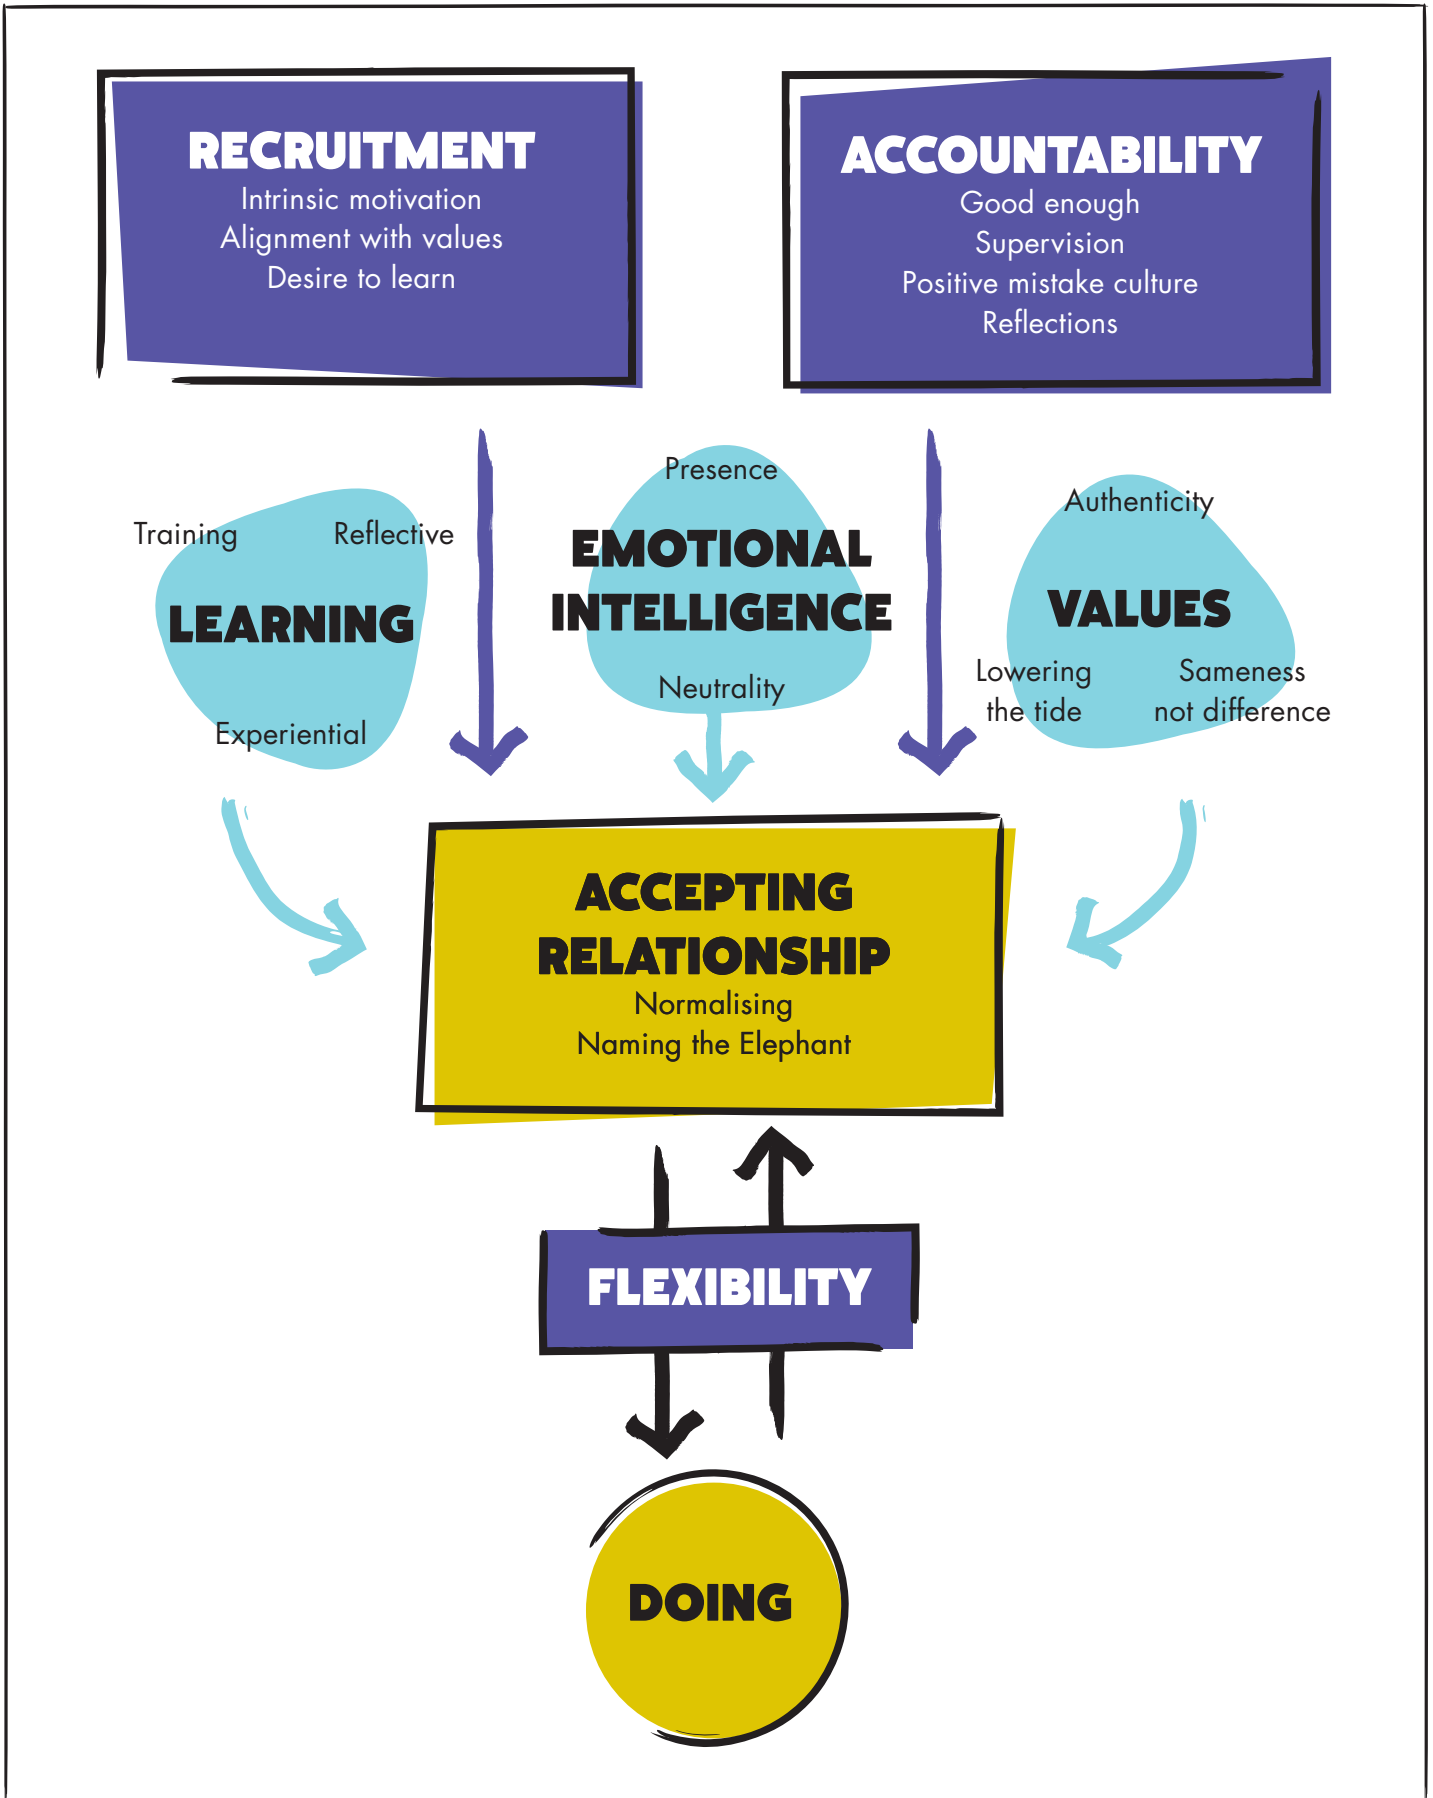 RECRUITMENT
Intrinsic motivation
Alignment with values
Desire to learn
ACCOUNTABILITY
Good enough
Supervision
Positive mistake culture
Reflections
Training
Reflective
LEARNING
Experiential
Presence
EMOTIONAL
INTELLIGENCE
Neutrality
Authenticity
VALUES
Lowering
the tide
Sameness
not difference
ACCEPTING
RELATIONSHIP
Normalising
Naming the Elephant
FLEXIBILITY
DOING